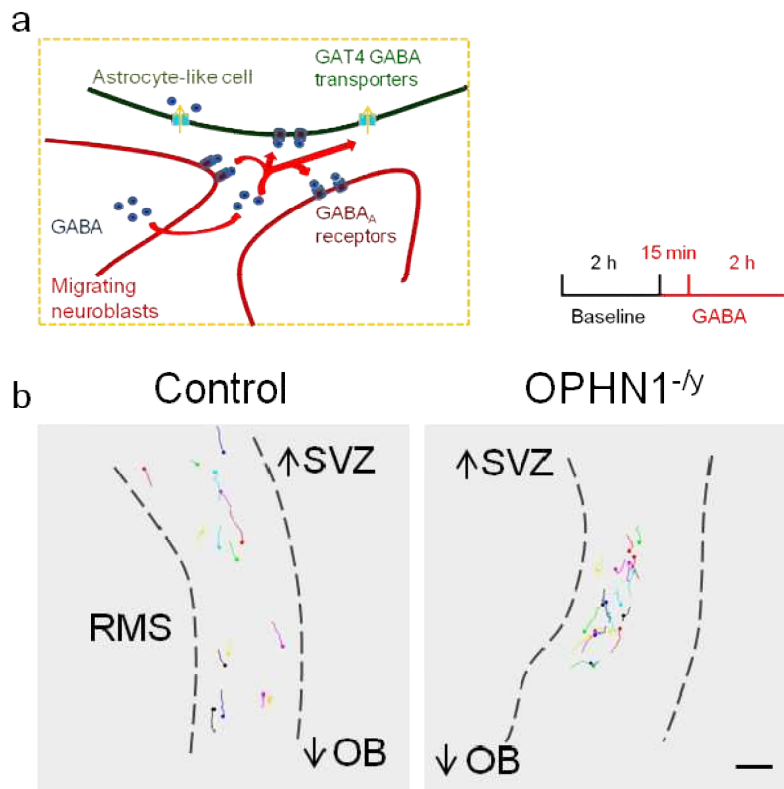 a
Astrocyte-like cell
GAT4 GABA
transporters
GABA
GABA_A
receptors
Migrating
neuroblasts
2 h
15 min
2 h
Baseline
GABA
b
Control
OPHN1-/y
↑SVZ
RMS
↓OB
↑SVZ
↓OB